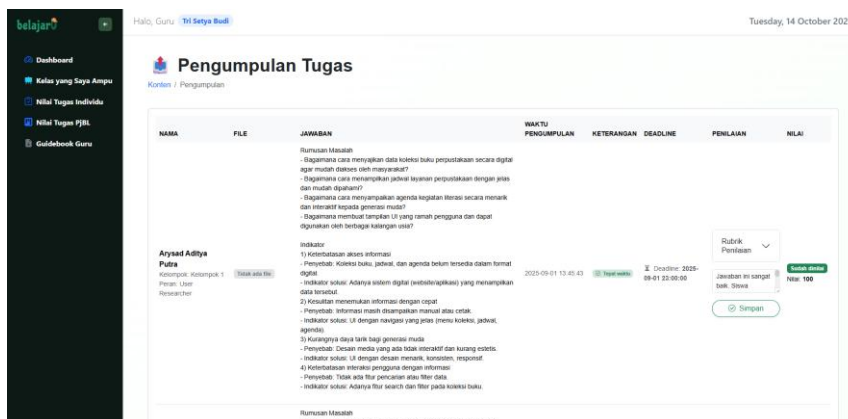 belajar
Halo, Guru Tri Setya Budi
Tuesday, 14 October 202
Dashboard
Kelas yang Saya Ampu
Nilai Tugas Individu
Nilai Tugas PjBL
Guidebook Guru
Pengumpulan Tugas
Konten / Pengumpulan
NAMA FILE JAWABAN WAKTU PENGUMPULAN KETERANGAN DEADLINE PENILAIAN NILAI
Arysad Aditya
Putra
Kelompok: Kelompok 1
Peran: User
Researcher
Tidak ada file
Rumusan Masalah
- Bagaimana cara menyajikan data koleksi buku perpustakaan secara digital
agar mudah diakses oleh masyarakat?
- Bagaimana cara menampilkan jadwal layanan perpustakaan dengan jelas
dan mudah dipahami?
- Bagaimana cara menyampaikan agenda kegiatan literasi secara menarik
dan interaktif kepada generasi muda?
- Bagaimana membuat tampilan UI yang ramah pengguna dan dapat
digunakan oleh berbagai kalangan usia?
Indikator
1) Keterbatasan akses informasi
- Penyebab: Koleksi buku, jadwal, dan agenda belum tersedia dalam format
digital.
- Indikator solusi: Adanya sistem digital (website/aplikasi) yang menampilkan
data tersebut.
2) Kesulitan menemukan informasi dengan cepat
- Penyebab: Informasi masih disampaikan manual atau cetak.
- Indikator solusi: UI dengan navigasi yang jelas (menu koleksi, jadwal,
agenda).
3) Kurangnya daya tarik bagi generasi muda
- Penyebab: Desain media yang ada tidak interaktif dan kurang estetis.
- Indikator solusi: UI dengan desain menarik, konsisten, responsif.
4) Keterbatasan interaksi pengguna dengan informasi
- Penyebab: Tidak ada fitur pencarian atau filter data.
- Indikator solusi: Adanya fitur search dan filter pada koleksi buku.
2025-09-01 13:45:43
Tepat waktu
Deadline: 2025-
09-01 22:00:00
Rubrik
Penilaian
Jawaban ini sangat
baik. Siswa
Simpan
Sudah dinilai
Nilai: 100
Rumusan Masalah